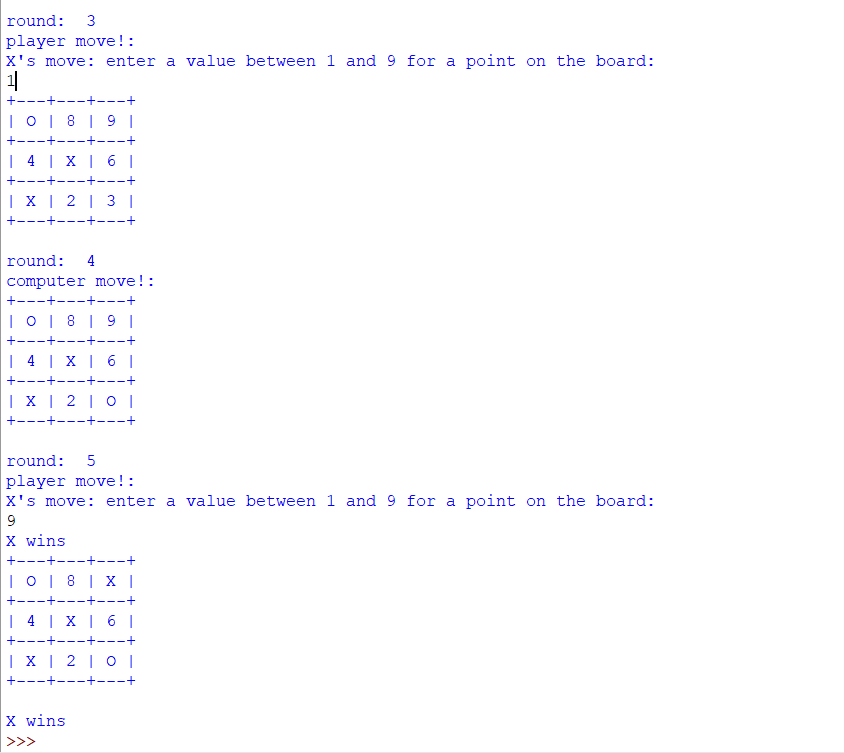 round:  3
player move!:
X's move: enter a value between 1 and 9 for a point on the board:
1
+---+---+---+
| O | 8 | 9 |
+---+---+---+
| 4 | X | 6 |
+---+---+---+
| X | 2 | 3 |
+---+---+---+
round:  4
computer move!:
+---+---+---+
| O | 8 | 9 |
+---+---+---+
| 4 | X | 6 |
+---+---+---+
| X | 2 | O |
+---+---+---+
round:  5
player move!:
X's move: enter a value between 1 and 9 for a point on the board:
9
X wins
+---+---+---+
| O | 8 | X |
+---+---+---+
| 4 | X | 6 |
+---+---+---+
| X | 2 | O |
+---+---+---+
X wins
>>>